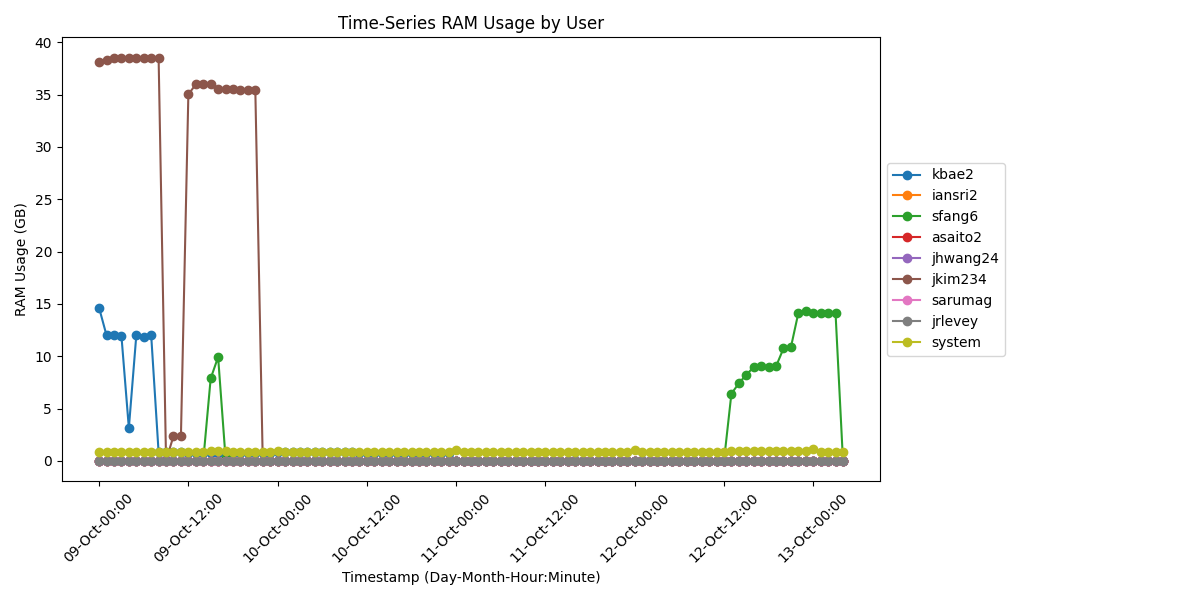 Time-Series RAM Usage by User
40
35
30
25
20
15
10
5
0
RAM Usage (GB)
09-Oct-00:00
09-Oct-12:00
10-Oct-00:00
10-Oct-12:00
11-Oct-00:00
11-Oct-12:00
12-Oct-00:00
12-Oct-12:00
13-Oct-00:00
Timestamp (Day-Month-Hour:Minute)
kbae2
iansri2
sfang6
asaito2
jhwang24
jkim234
sarumag
jrlevey
system